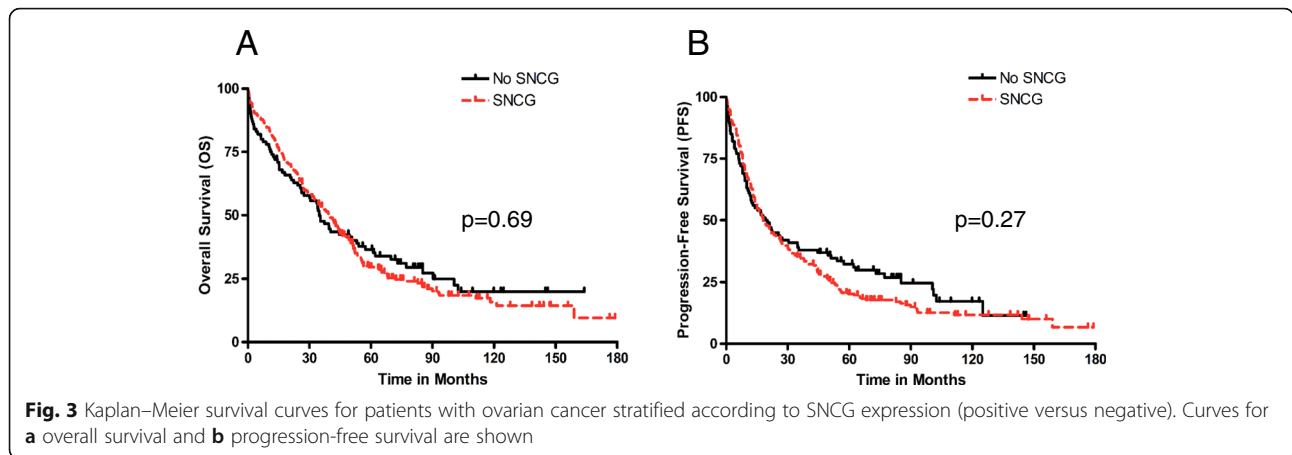 A
No SNCG
SNCG
Overall Survival (OS)
100
75
50
25
0
p=0.69
0 30 60 90 120 150 180
Time in Months
B
No SNCG
SNCG
Progression-Free Survival (PFS)
100
75
50
25
0
p=0.27
0 30 60 90 120 150 180
Time in Months
Fig. 3 Kaplan–Meier survival curves for patients with ovarian cancer stratified according to SNCG expression (positive versus negative). Curves for
a overall survival and b progression-free survival are shown